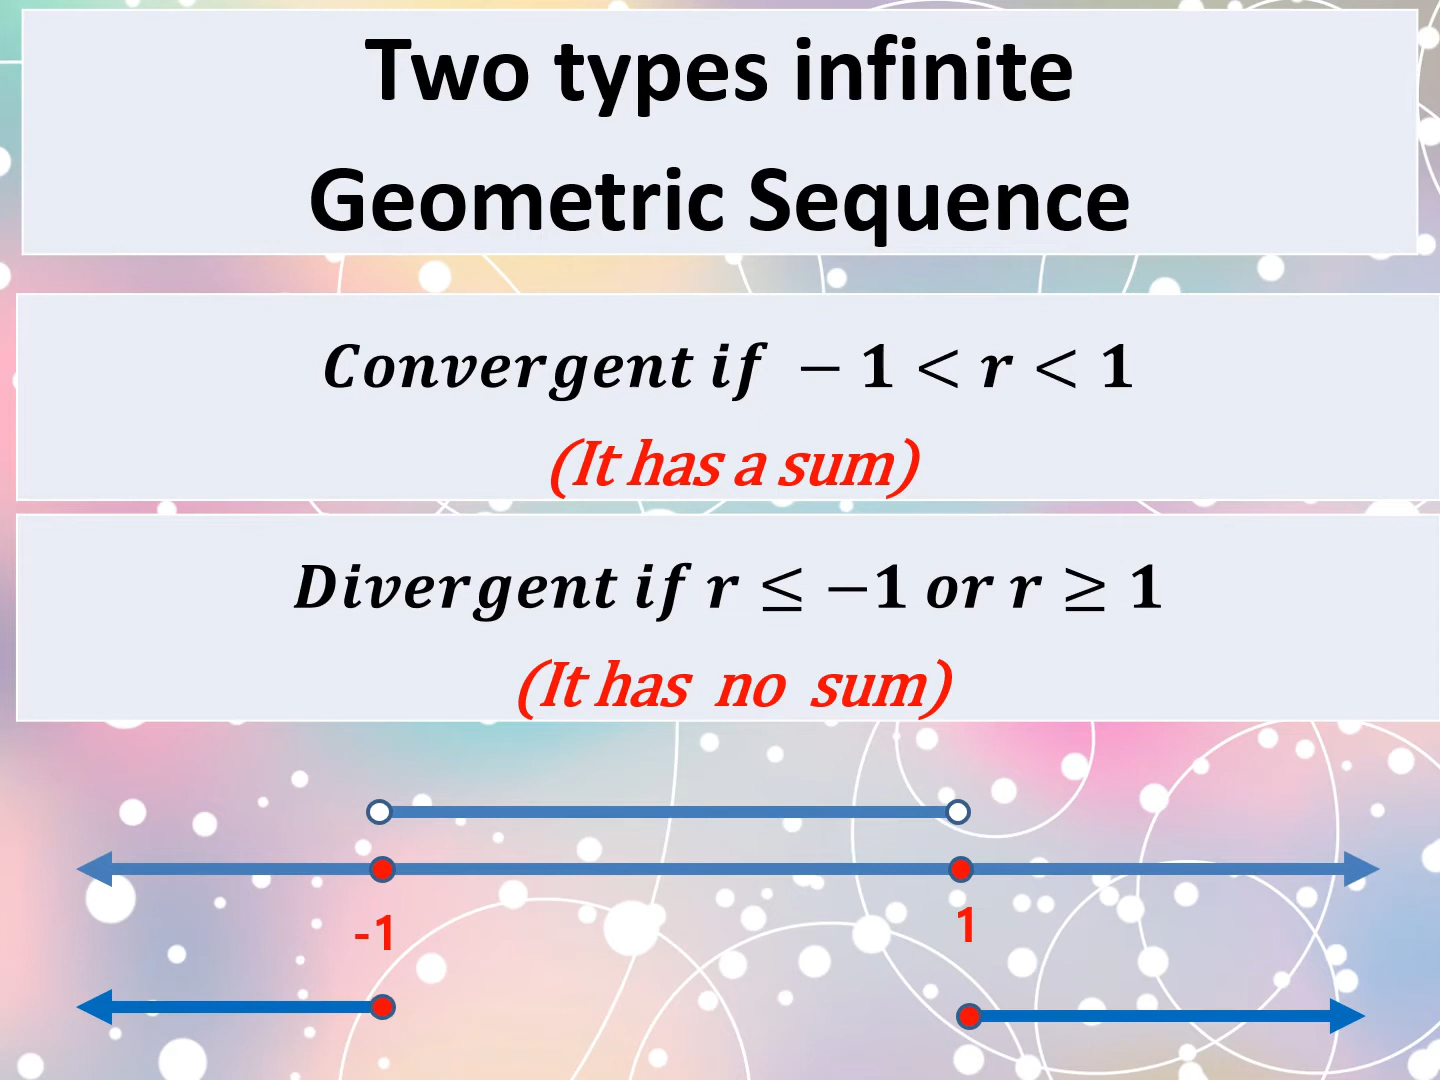 Two types infinite
Geometric Sequence
Convergent if − 1 < r < 1
(It has a sum)
Divergent if r ≤ −1 or r ≥ 1
(It has no sum)
-1
1